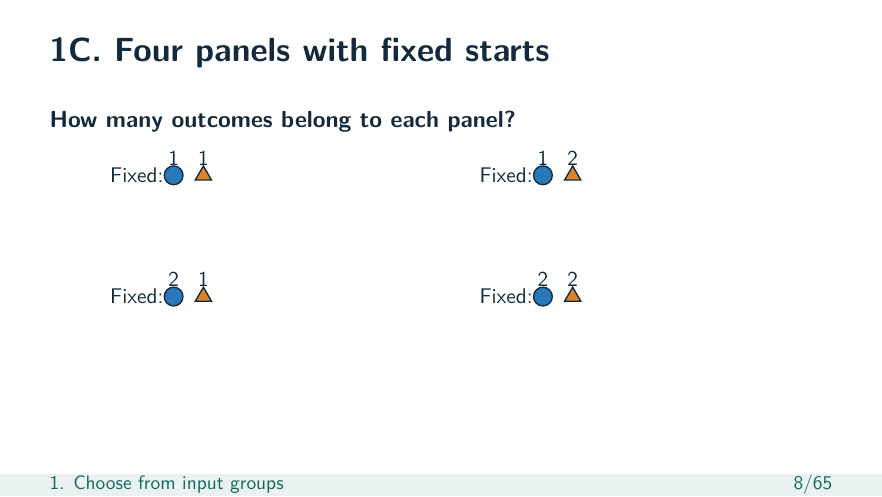 1C. Four panels with fixed starts
How many outcomes belong to each panel?
1 1
Fixed:
1 2
Fixed:
2 1
Fixed:
2 2
Fixed:
1. Choose from input groups
8/65